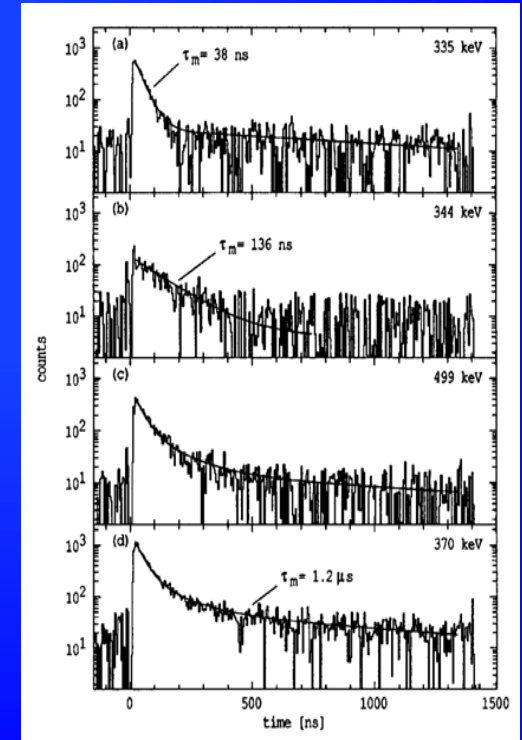 (a) τm= 38 ns 335 keV
10³
10²
10¹
(b) τm= 136 ns 344 keV
10³
10²
10¹
counts
(c) 499 keV
10³
10²
10¹
(d) τm= 1.2 µs 370 keV
10³
10²
10¹
0 500 1000 1500
time [ns]